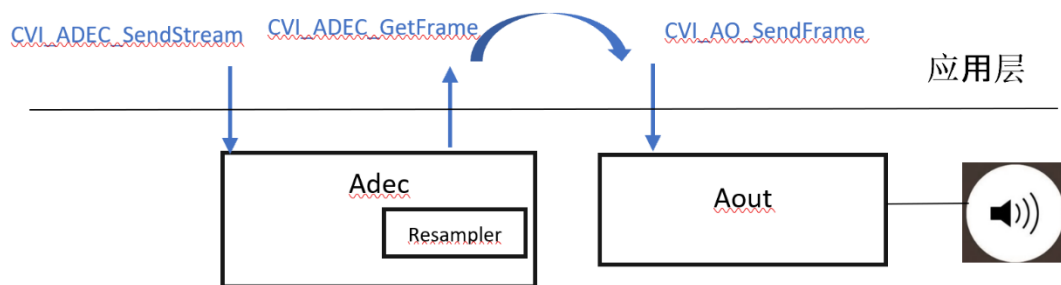 CVI_ADEC_SendStream
CVI_ADEC_GetFrame
CVI_AO_SendFrame
应用层
Adec
Resampler
Aout